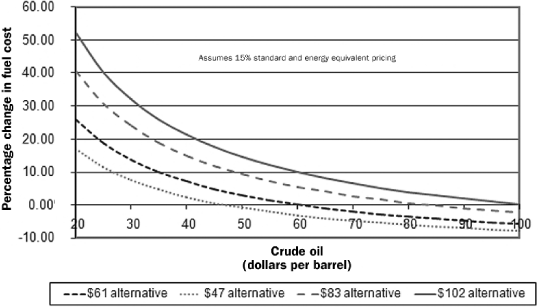 60.00
50.00
40.00
30.00
20.00
10.00
0.00
-10.00
Percentage change in fuel cost
Assumes 15% standard and energy equivalent pricing
20 30 40 50 60 70 80 90 100
Crude oil
(dollars per barrel)
$61 alternative $47 alternative $83 alternative $102 alternative